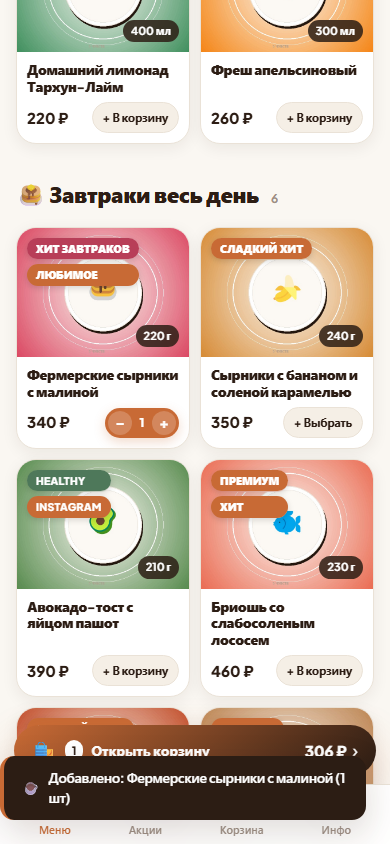 400 мл
300 мл
Домашний лимонад
Тархун-Лайм
Фреш апельсиновый
220 ₽
+ В корзину
260 ₽
+ В корзину
Завтраки весь день 6
ХИТ ЗАВТРАКОВ
ЛЮБИМОЕ
220 г
СЛАДКИЙ ХИТ
240 г
Фермерские сырники
с малиной
Сырники с бананом и
соленой карамелью
340 ₽
− 1 +
350 ₽
+ Выбрать
HEALTHY
INSTAGRAM
210 г
ПРЕМИУМ
ХИТ
230 г
Авокадо-тост с
яйцом пашот
Бриошь со
слабосоленым
лососем
390 ₽
+ В корзину
460 ₽
+ В корзину
1 Открыть корзину 306 ₽ ›
Добавлено: Фермерские сырники с малиной (1
шт)
Меню
Акции
Корзина
Инфо